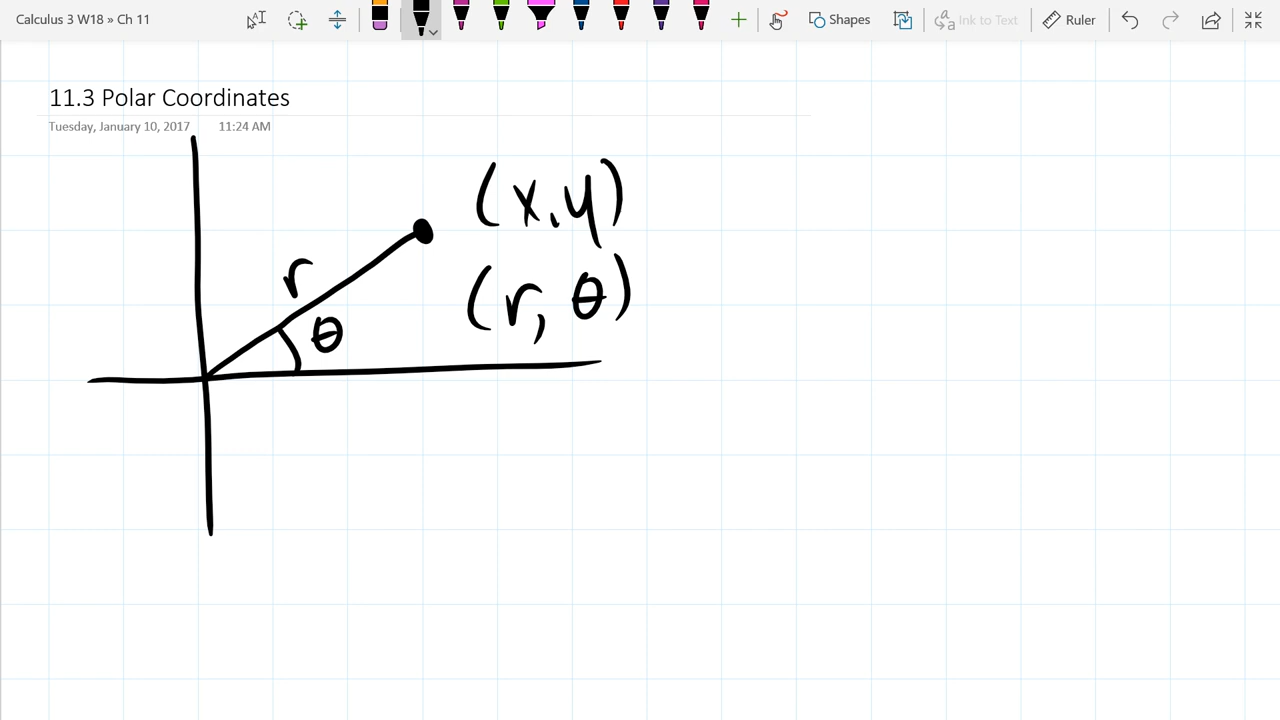 Calculus 3 W18 » Ch 11
Shapes
Ink to Text
Ruler
11.3 Polar Coordinates
Tuesday, January 10, 2017 11:24 AM
(x,y)
r
(r, θ)
θ